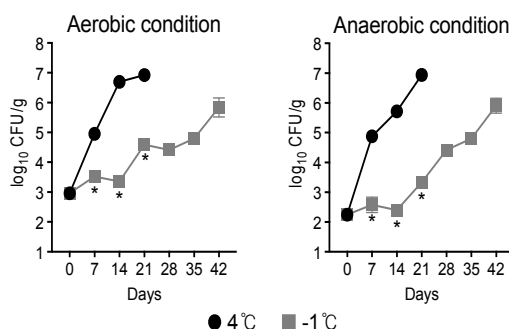 Aerobic condition
Anaerobic condition
log10 CFU/g
8
7
6
5
4
3
2
1
* * *
0 7 14 21 28 35 42
Days
log10 CFU/g
8
7
6
5
4
3
2
1
* * *
0 7 14 21 28 35 42
Days
4℃ -1℃